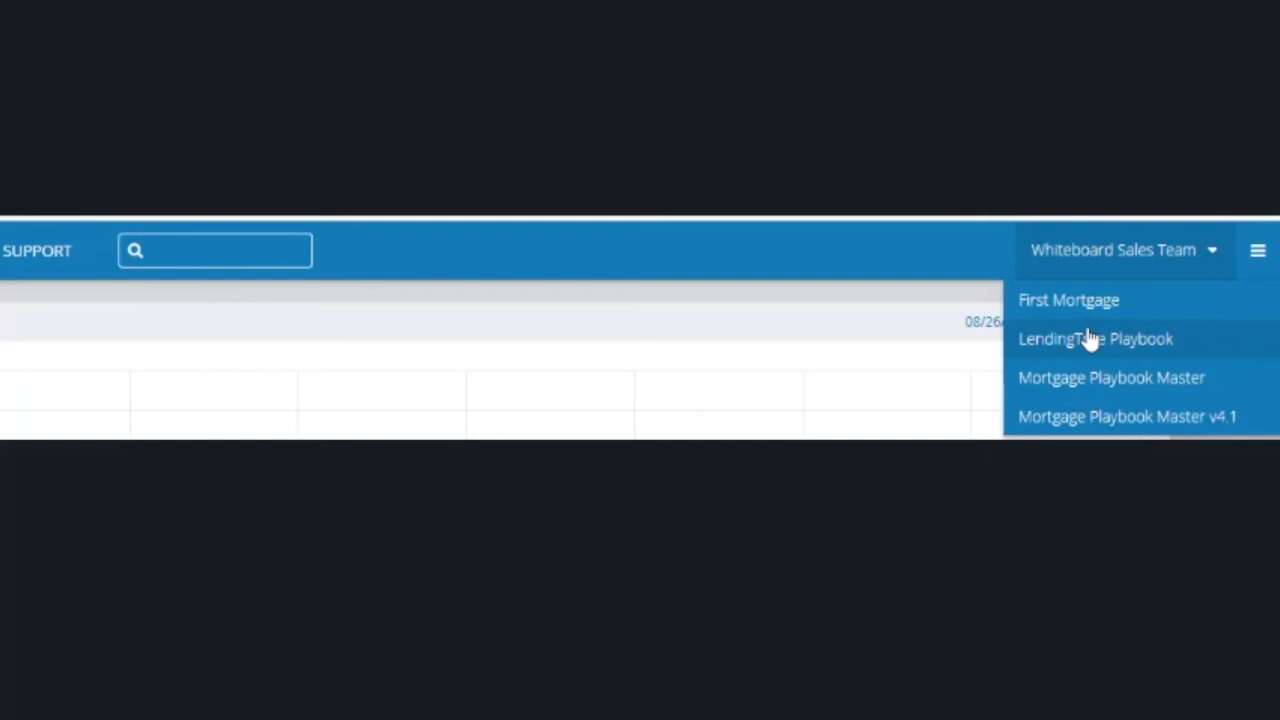 SUPPORT
Whiteboard Sales Team
First Mortgage
08/26/
Playbook
Mortgage Playbook Master
Mortgage Playbook Master v4.1